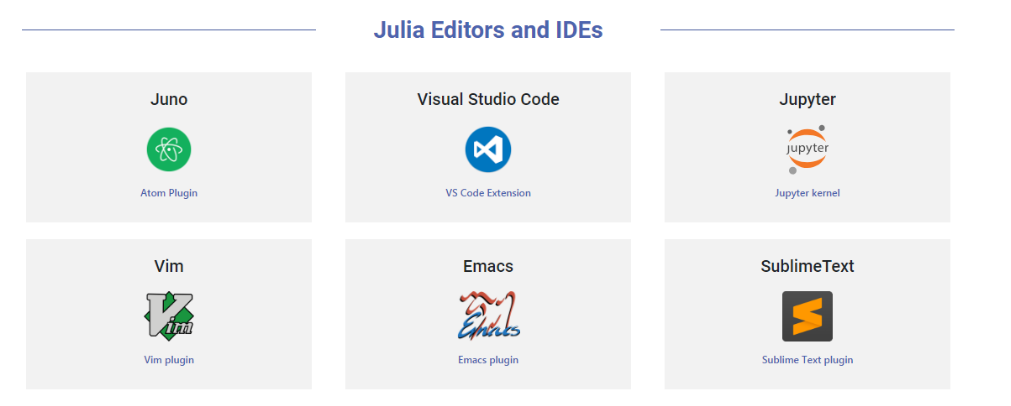 Julia Editors and IDEs
Juno
Atom Plugin
Visual Studio Code
VS Code Extension
Jupyter
jupyter
Jupyter kernel
Vim
Vim
Vim plugin
Emacs
Emacs
Emacs plugin
SublimeText
Sublime Text plugin